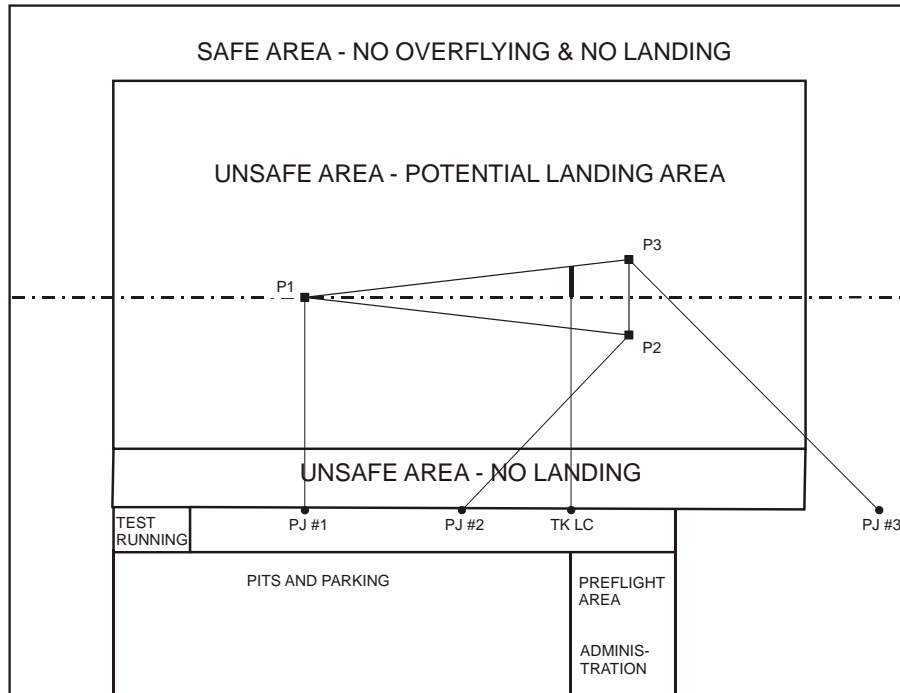 SAFE AREA - NO OVERFLYING & NO LANDING
UNSAFE AREA - POTENTIAL LANDING AREA
P3
P1
P2
UNSAFE AREA - NO LANDING
TEST
RUNNING
PJ #1
PJ #2
TK LC
PJ #3
PITS AND PARKING
PREFLIGHT
AREA
ADMINIS-
TRATION